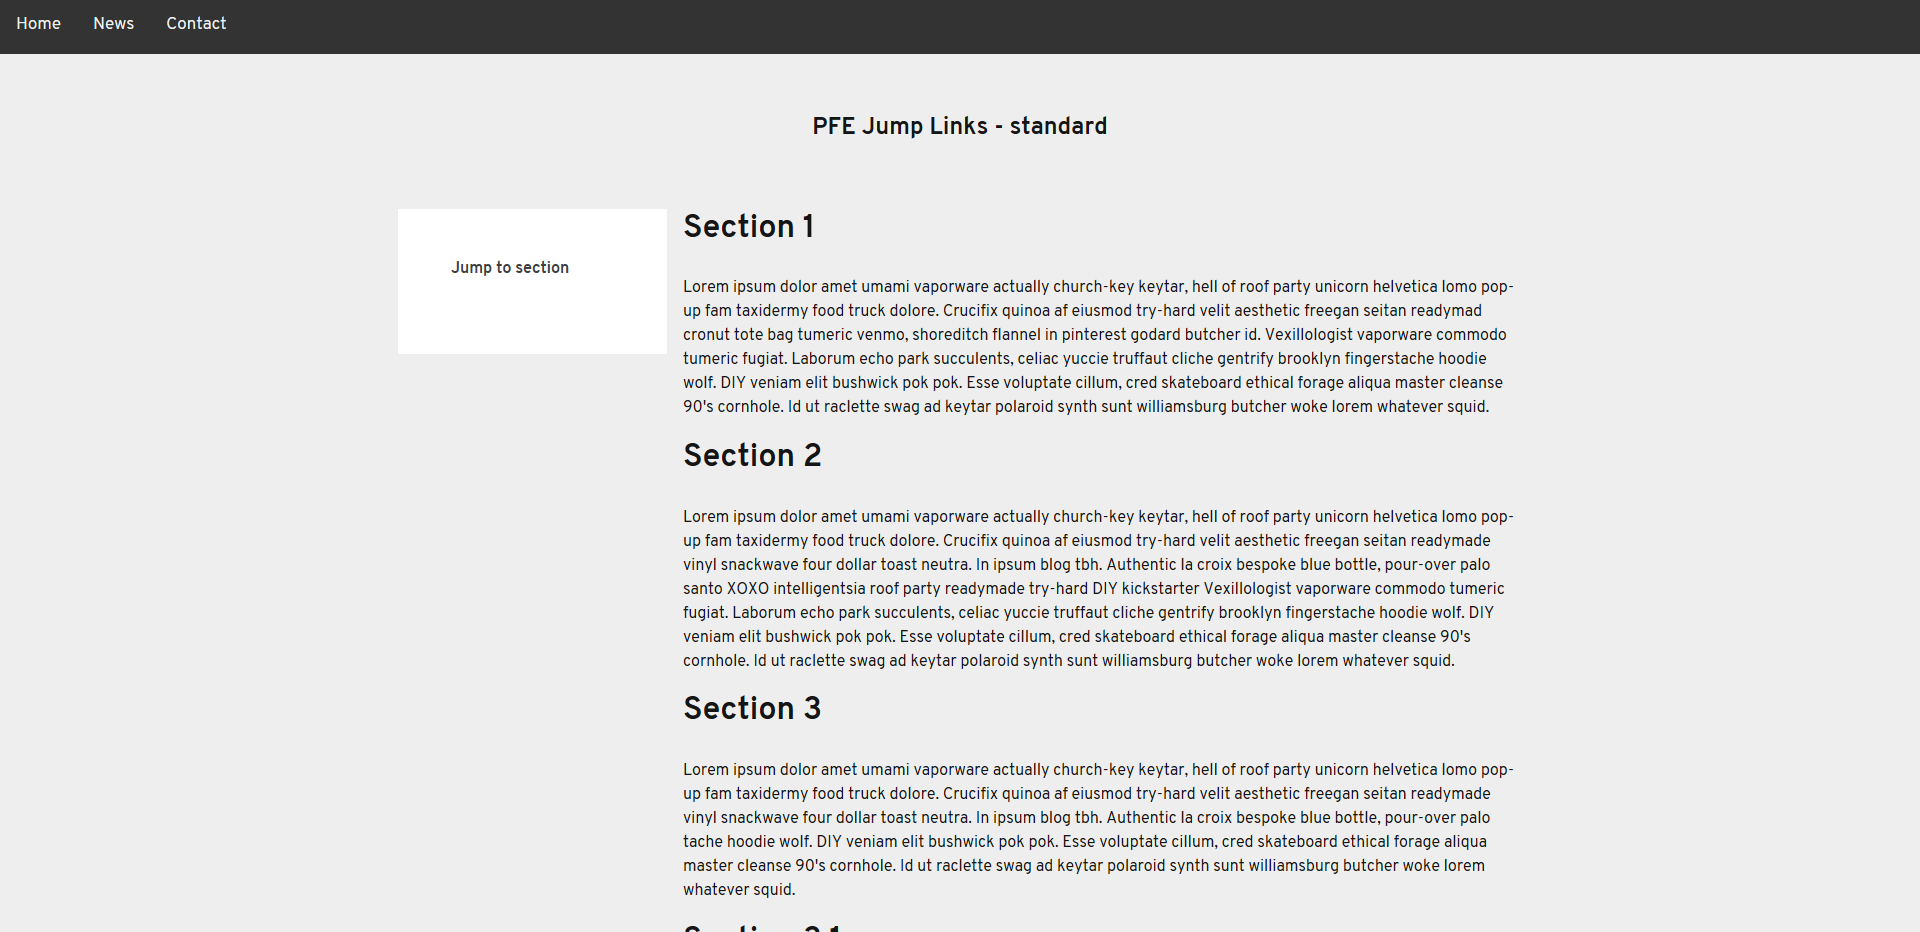 Home News Contact
PFE Jump Links - standard
Jump to section
Section 1
Lorem ipsum dolor amet umami vaporware actually church-key keytar, hell of roof party unicorn helvetica lomo pop-
up fam taxidermy food truck dolore. Crucifix quinoa af eiusmod try-hard velit aesthetic freegan seitan readymad
cronut tote bag tumeric venmo, shoreditch flannel in pinterest godard butcher id. Vexillologist vaporware commodo
tumeric fugiat. Laborum echo park succulents, celiac yuccie truffaut cliche gentrify brooklyn fingerstache hoodie
wolf. DIY veniam elit bushwick pok pok. Esse voluptate cillum, cred skateboard ethical forage aliqua master cleanse
90's cornhole. Id ut raclette swag ad keytar polaroid synth sunt williamsburg butcher woke lorem whatever squid.
Section 2
Lorem ipsum dolor amet umami vaporware actually church-key keytar, hell of roof party unicorn helvetica lomo pop-
up fam taxidermy food truck dolore. Crucifix quinoa af eiusmod try-hard velit aesthetic freegan seitan readymade
vinyl snackwave four dollar toast neutra. In ipsum blog tbh. Authentic la croix bespoke blue bottle, pour-over palo
santo XOXO intelligentsia roof party readymade try-hard DIY kickstarter Vexillologist vaporware commodo tumeric
fugiat. Laborum echo park succulents, celiac yuccie truffaut cliche gentrify brooklyn fingerstache hoodie wolf. DIY
veniam elit bushwick pok pok. Esse voluptate cillum, cred skateboard ethical forage aliqua master cleanse 90's
cornhole. Id ut raclette swag ad keytar polaroid synth sunt williamsburg butcher woke lorem whatever squid.
Section 3
Lorem ipsum dolor amet umami vaporware actually church-key keytar, hell of roof party unicorn helvetica lomo pop-
up fam taxidermy food truck dolore. Crucifix quinoa af eiusmod try-hard velit aesthetic freegan seitan readymade
vinyl snackwave four dollar toast neutra. In ipsum blog tbh. Authentic la croix bespoke blue bottle, pour-over palo
tache hoodie wolf. DIY veniam elit bushwick pok pok. Esse voluptate cillum, cred skateboard ethical forage aliqua
master cleanse 90's cornhole. Id ut raclette swag ad keytar polaroid synth sunt williamsburg butcher woke lorem
whatever squid.
Section 3.1